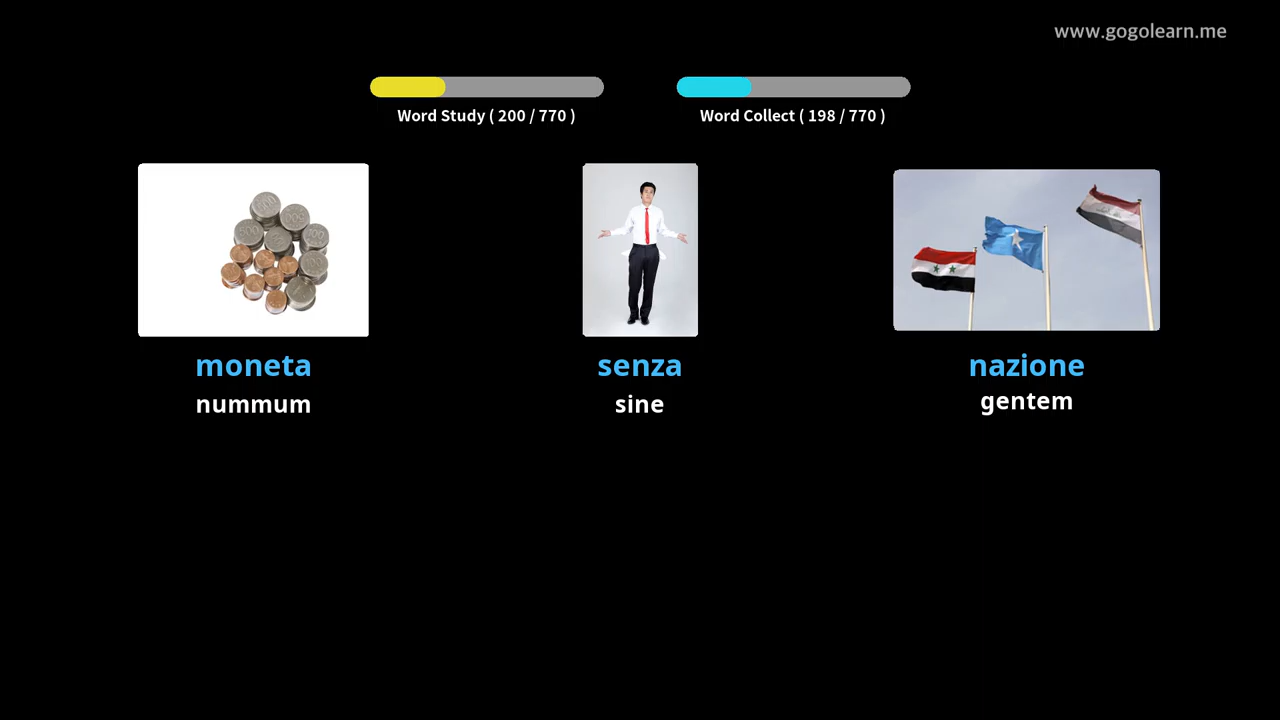 www.gogolearn.me
Word Study ( 200 / 770 )
Word Collect ( 198 / 770 )
moneta
nummum
senza
sine
nazione
gentem